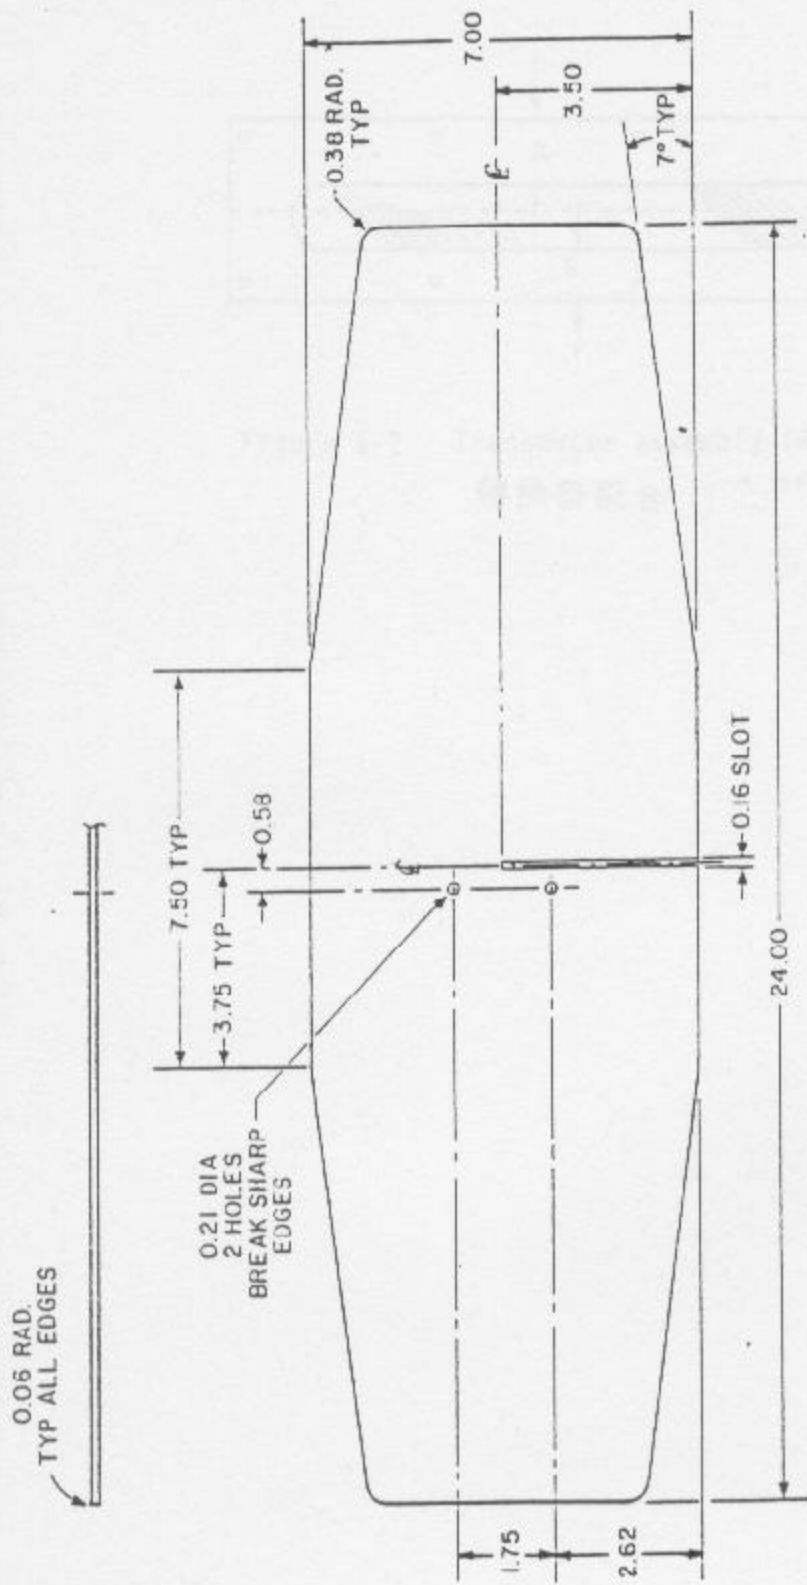 0.06 RAD.
TYP ALL EDGES
7.50 TYP
3.75 TYP
0.58
0.21 DIA
2 HOLES
BREAK SHARP
EDGES
0.38 RAD.
TYP
7.00
3.50
7° TYP
0.16 SLOT
24.00
1.75
2.62